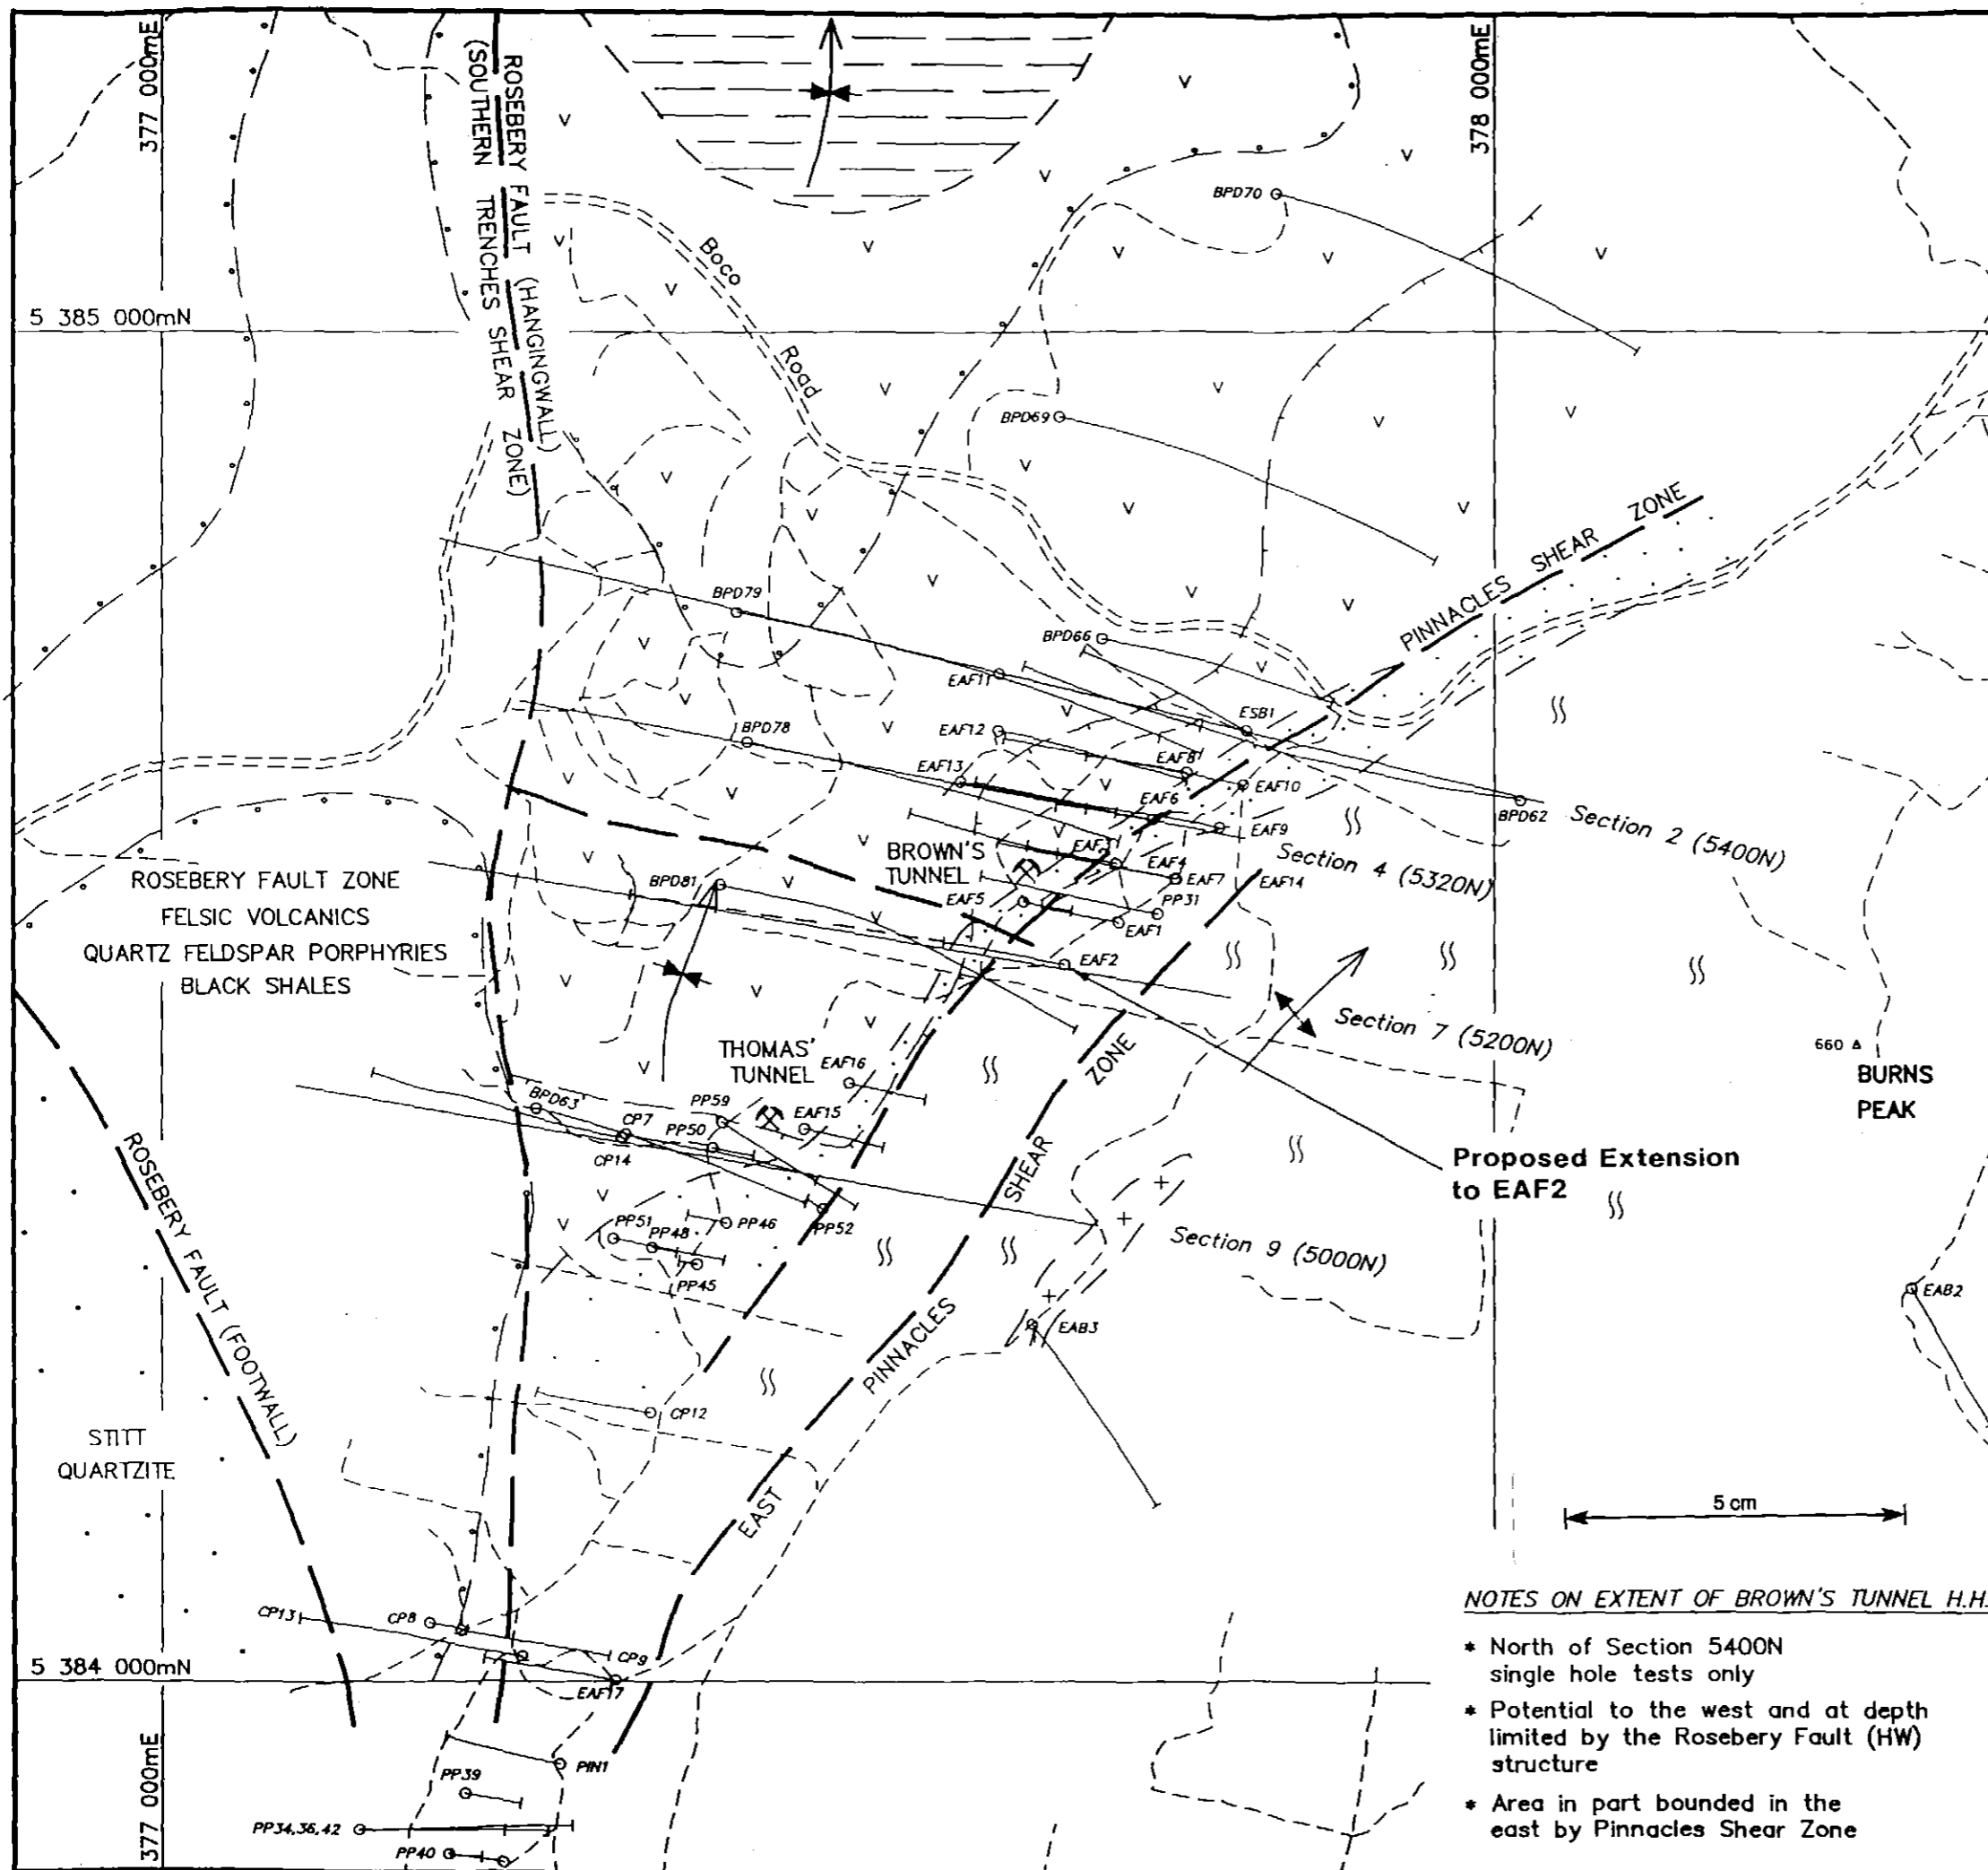 377 000mE
378 000mE
ROSEBERY FAULT (HANGINGWALL)
(SOUTHERN TRENCHES SHEAR ZONE)
BPD70
Boco
Road
5 385 000mN
BPD69
PINNACLES SHEAR ZONE
BPD79
BPD66
EAF11
ESB1
EAF12
BPD78
EAF8
EAF13
EAF10
EAF6
BPD62
Section 2 (5400N)
EAF9
BROWN'S
TUNNEL
EAF3
EAF4
Section 4 (5320N)
EAF7
EAF14
ROSEBERY FAULT ZONE
FELSIC VOLCANICS
QUARTZ FELDSPAR PORPHYRIES
BLACK SHALES
BPD81
EAF5
PP31
EAF1
EAF2
Section 7 (5200N)
660
BURNS
PEAK
THOMAS'
TUNNEL
EAF16
BPD63
PP59
CP7
PP50
EAF15
CP14
Proposed Extension
to EAF2
PP51
PP48
PP46
PP52
PP45
Section 9 (5000N)
EAB2
EAB3
ROSEBERY FAULT (FOOTWALL)
EAST PINNACLES SHEAR ZONE
CP12
STITT
QUARTZITE
5 cm
NOTES ON EXTENT OF BROWN'S TUNNEL H.H.
* North of Section 5400N
single hole tests only
* Potential to the west and at depth
limited by the Rosebery Fault (HW)
structure
* Area in part bounded in the
east by Pinnacles Shear Zone
CP13
CP8
CP9
5 384 000mN
EAF17
377 000mE
PIN1
PP39
PP34,36,42
PP40